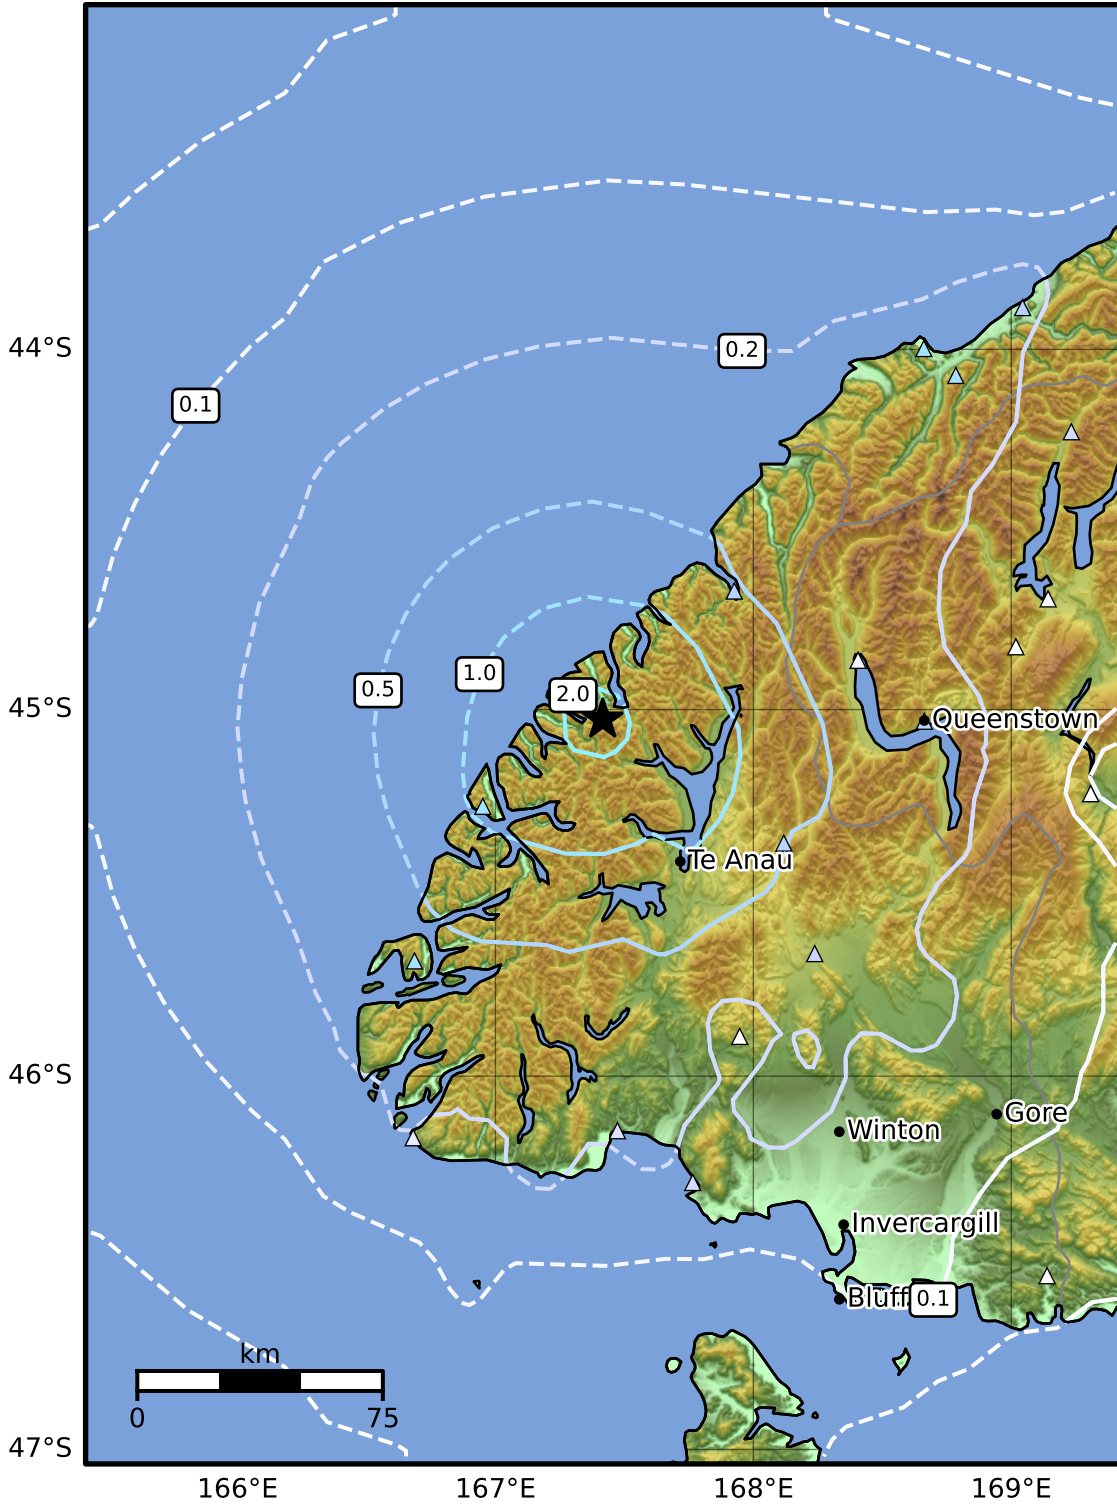 44°S
0.2
0.1
0.5
1.0
2.0
45°S
Queenstown
Te Anau
46°S
Gore
Winton
Invercargill
Bluff
0.1
km
0
75
47°S
166°E
167°E
168°E
169°E